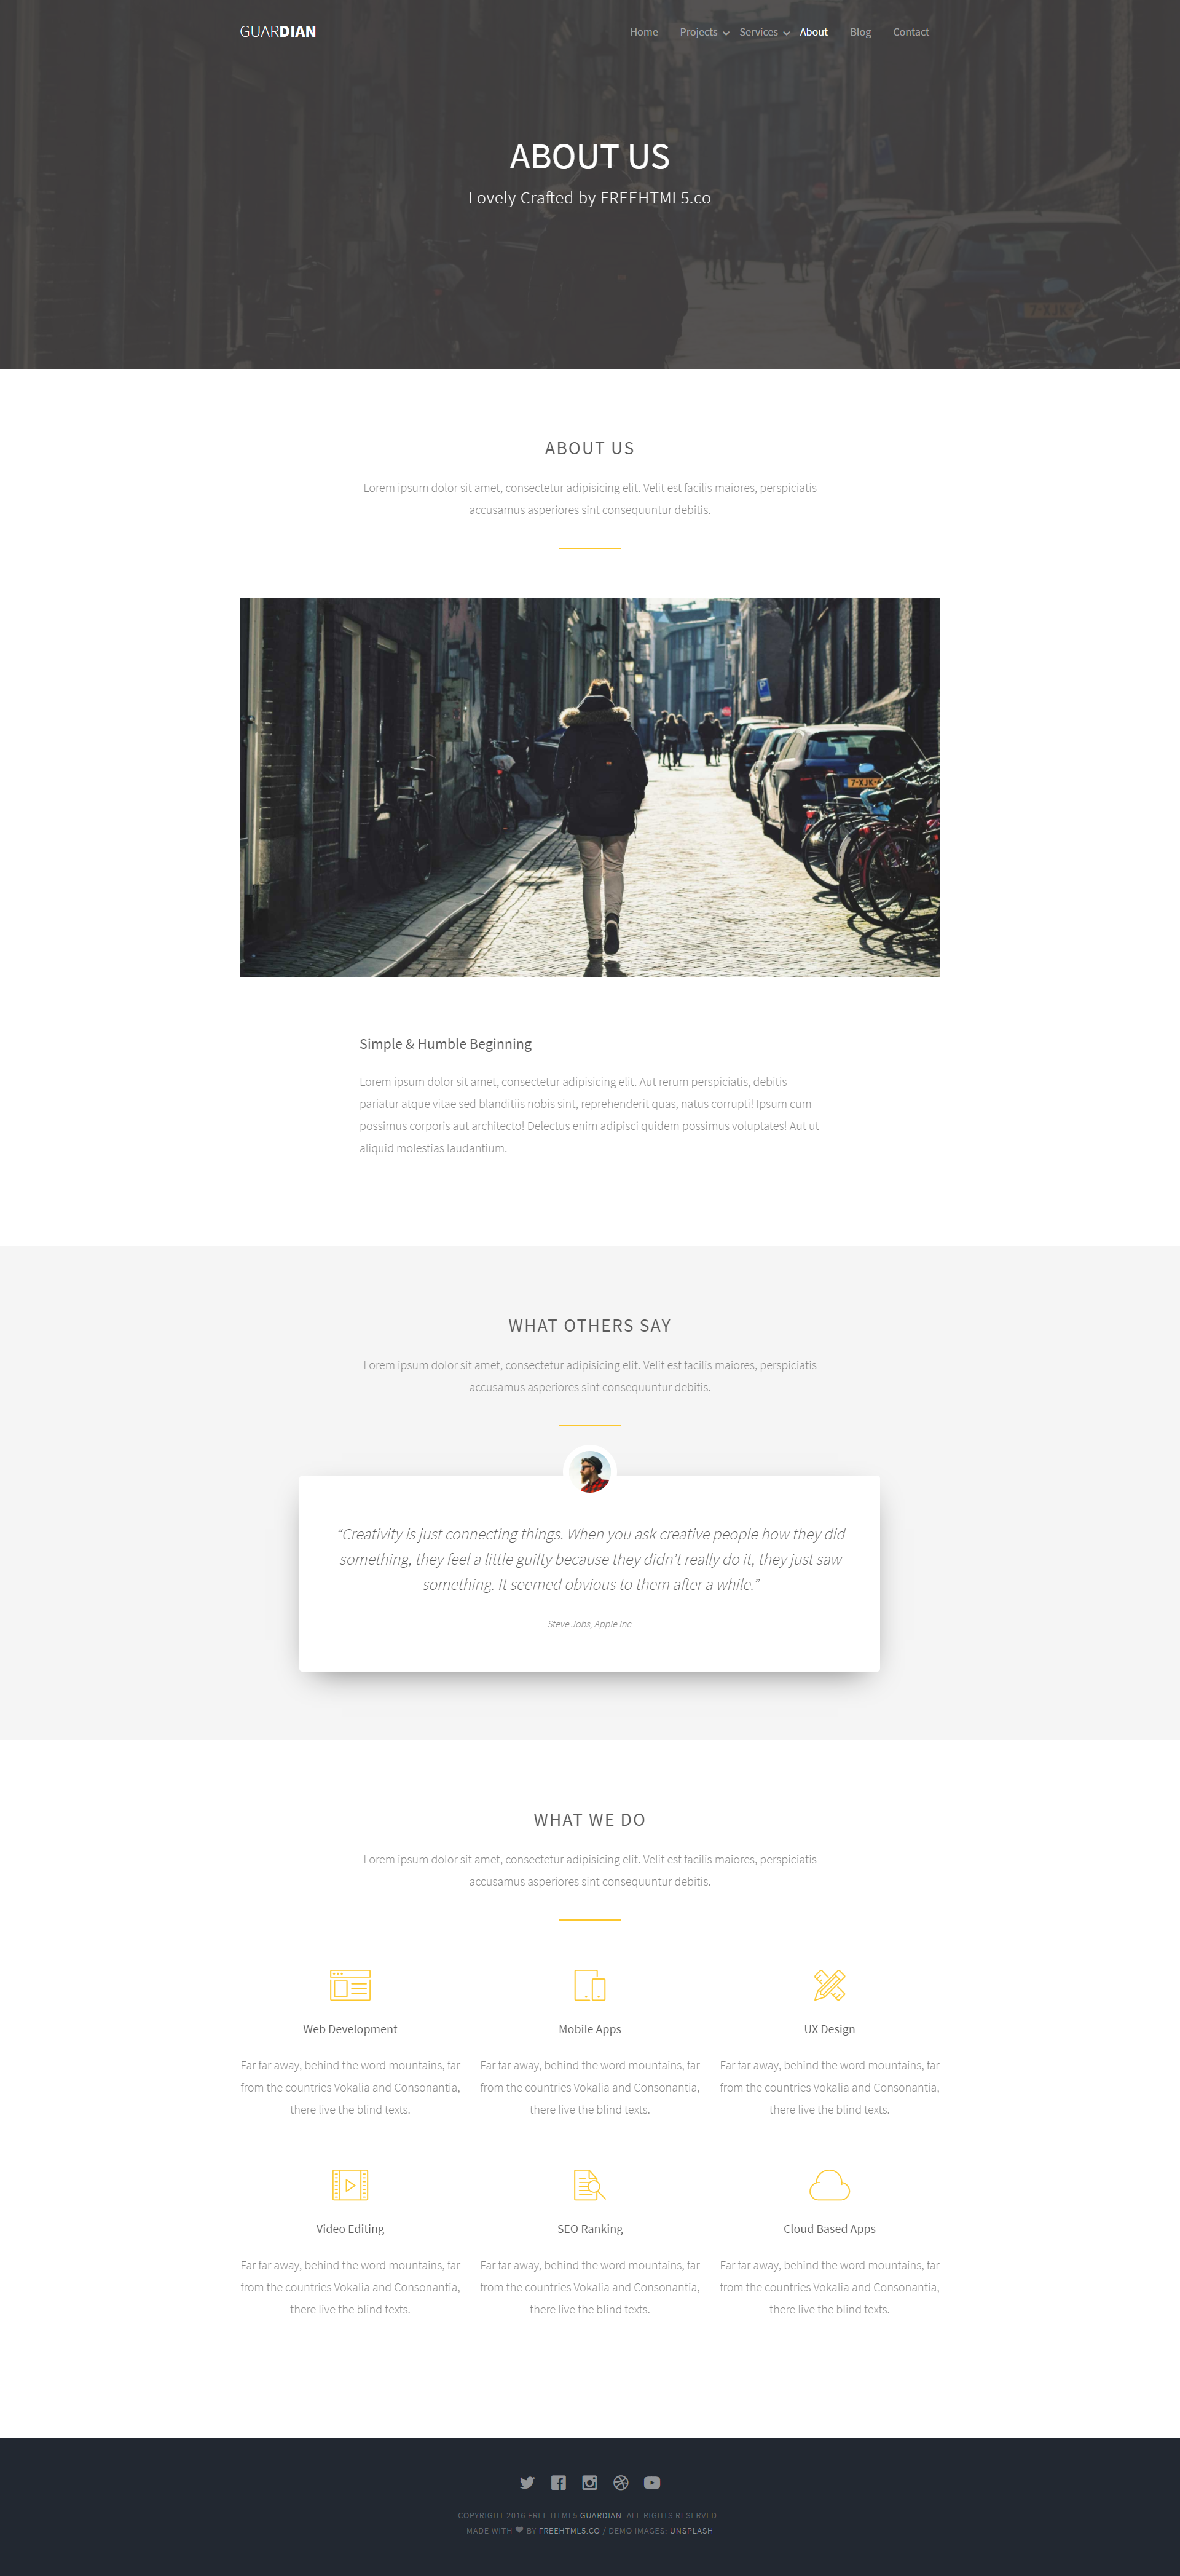 GUARDIAN
Home Projects Services About Blog Contact
ABOUT US
Lovely Crafted by FREEHTML5.co
7-XJK
ABOUT US
Lorem ipsum dolor sit amet, consectetur adipisicing elit. Velit est facilis maiores, perspiciatis
accusamus asperiores sint consequuntur debitis.
P
7-XJK
Simple & Humble Beginning
Lorem ipsum dolor sit amet, consectetur adipisicing elit. Aut rerum perspiciatis, debitis
pariatur atque vitae sed blanditiis nobis sint, reprehenderit quas, natus corrupti! Ipsum cum
possimus corporis aut architecto! Delectus enim adipisci quidem possimus voluptates! Aut ut
aliquid molestias laudantium.
WHAT OTHERS SAY
Lorem ipsum dolor sit amet, consectetur adipisicing elit. Velit est facilis maiores, perspiciatis
accusamus asperiores sint consequuntur debitis.
“Creativity is just connecting things. When you ask creative people how they did
something, they feel a little guilty because they didn’t really do it, they just saw
something. It seemed obvious to them after a while.”
Steve Jobs, Apple Inc.
WHAT WE DO
Lorem ipsum dolor sit amet, consectetur adipisicing elit. Velit est facilis maiores, perspiciatis
accusamus asperiores sint consequuntur debitis.
Web Development
Far far away, behind the word mountains, far
from the countries Vokalia and Consonantia,
there live the blind texts.
Mobile Apps
Far far away, behind the word mountains, far
from the countries Vokalia and Consonantia,
there live the blind texts.
UX Design
Far far away, behind the word mountains, far
from the countries Vokalia and Consonantia,
there live the blind texts.
Video Editing
Far far away, behind the word mountains, far
from the countries Vokalia and Consonantia,
there live the blind texts.
SEO Ranking
Far far away, behind the word mountains, far
from the countries Vokalia and Consonantia,
there live the blind texts.
Cloud Based Apps
Far far away, behind the word mountains, far
from the countries Vokalia and Consonantia,
there live the blind texts.
COPYRIGHT 2016 FREE HTML5 GUARDIAN. ALL RIGHTS RESERVED.
MADE WITH ❤ BY FREEHTML5.CO / DEMO IMAGES: UNSPLASH